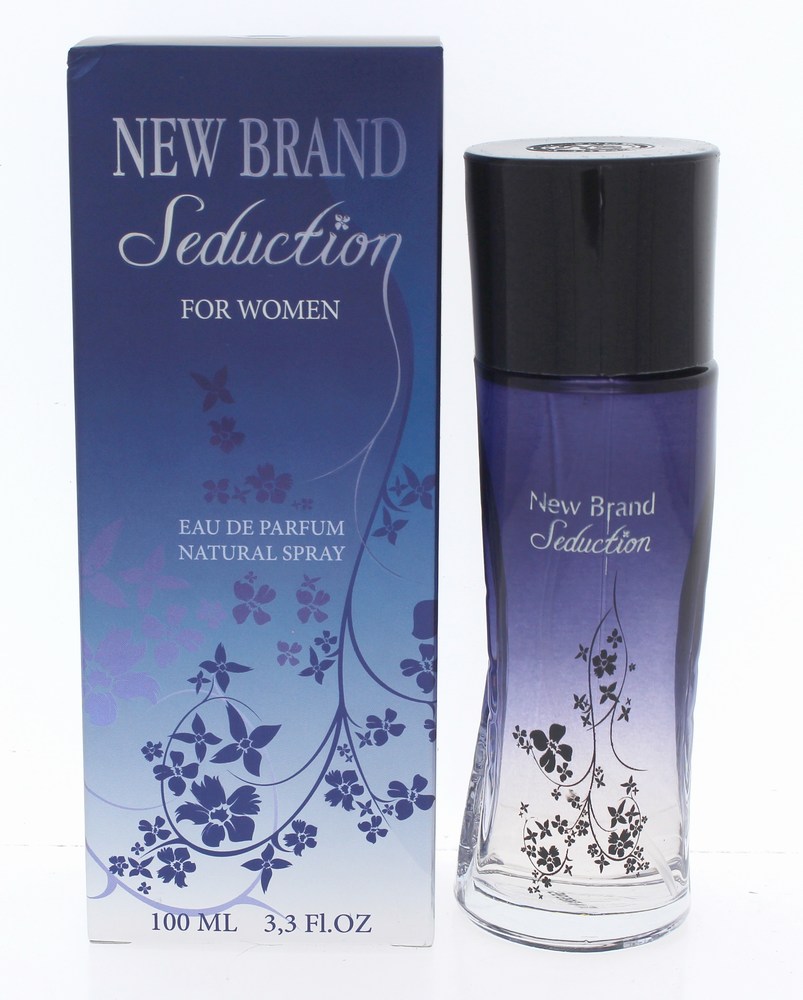 NEW BRAND
Seduction
FOR WOMEN
EAU DE PARFUM
NATURAL SPRAY
100 ML 3,3 Fl.OZ
New Brand
Seduction